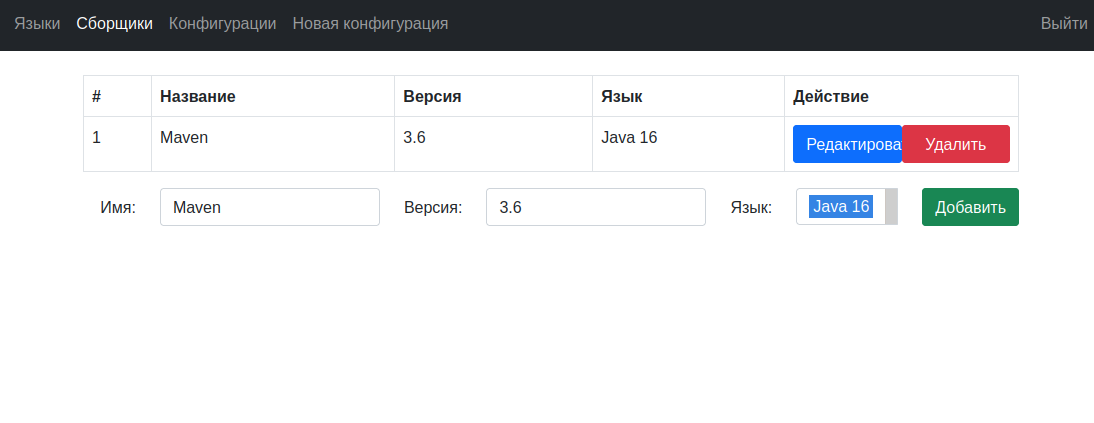 Языки Сборщики Конфигурации Новая конфигурация Выйти
# Название Версия Язык Действие
1 Maven 3.6 Java 16 Редактирова Удалить
Имя: Maven Версия: 3.6 Язык: Java 16 Добавить